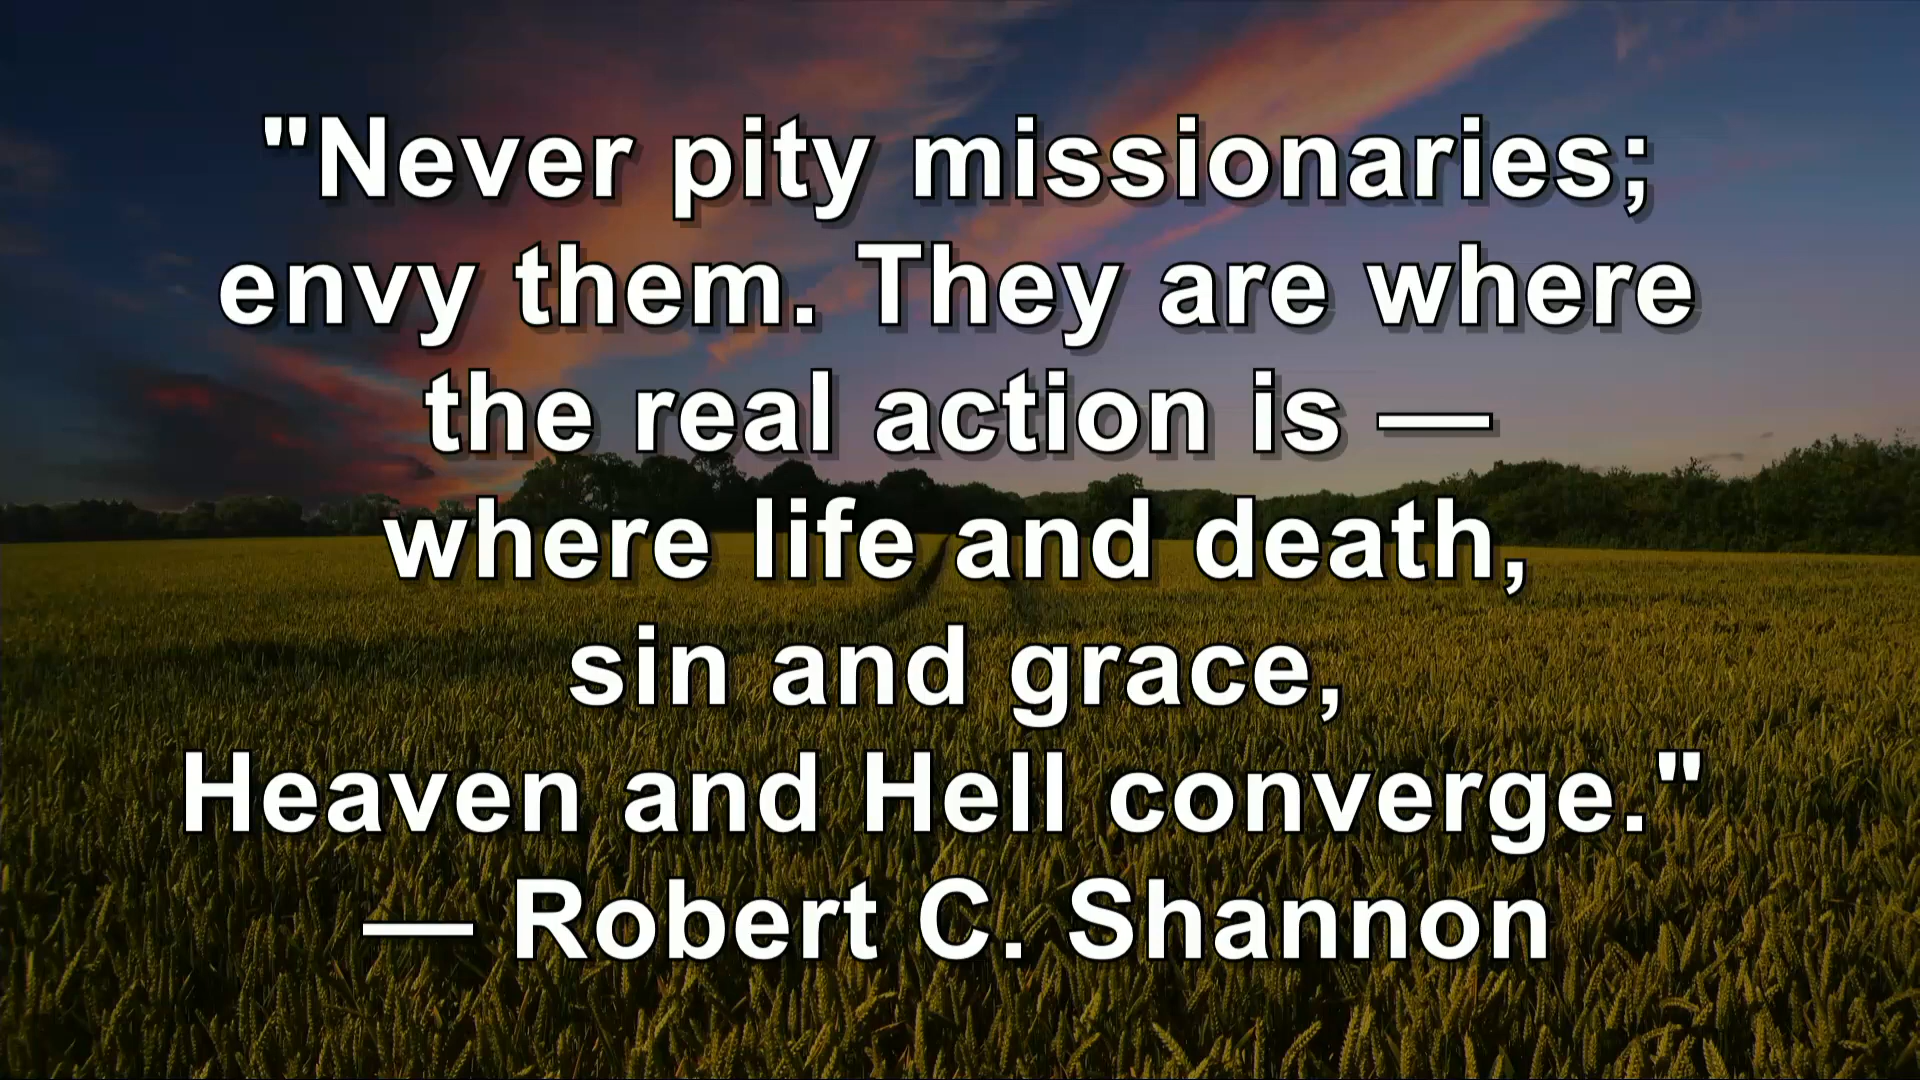 "Never pity missionaries;
envy them. They are where
the real action is —
where life and death,
sin and grace,
Heaven and Hell converge."
— Robert C. Shannon